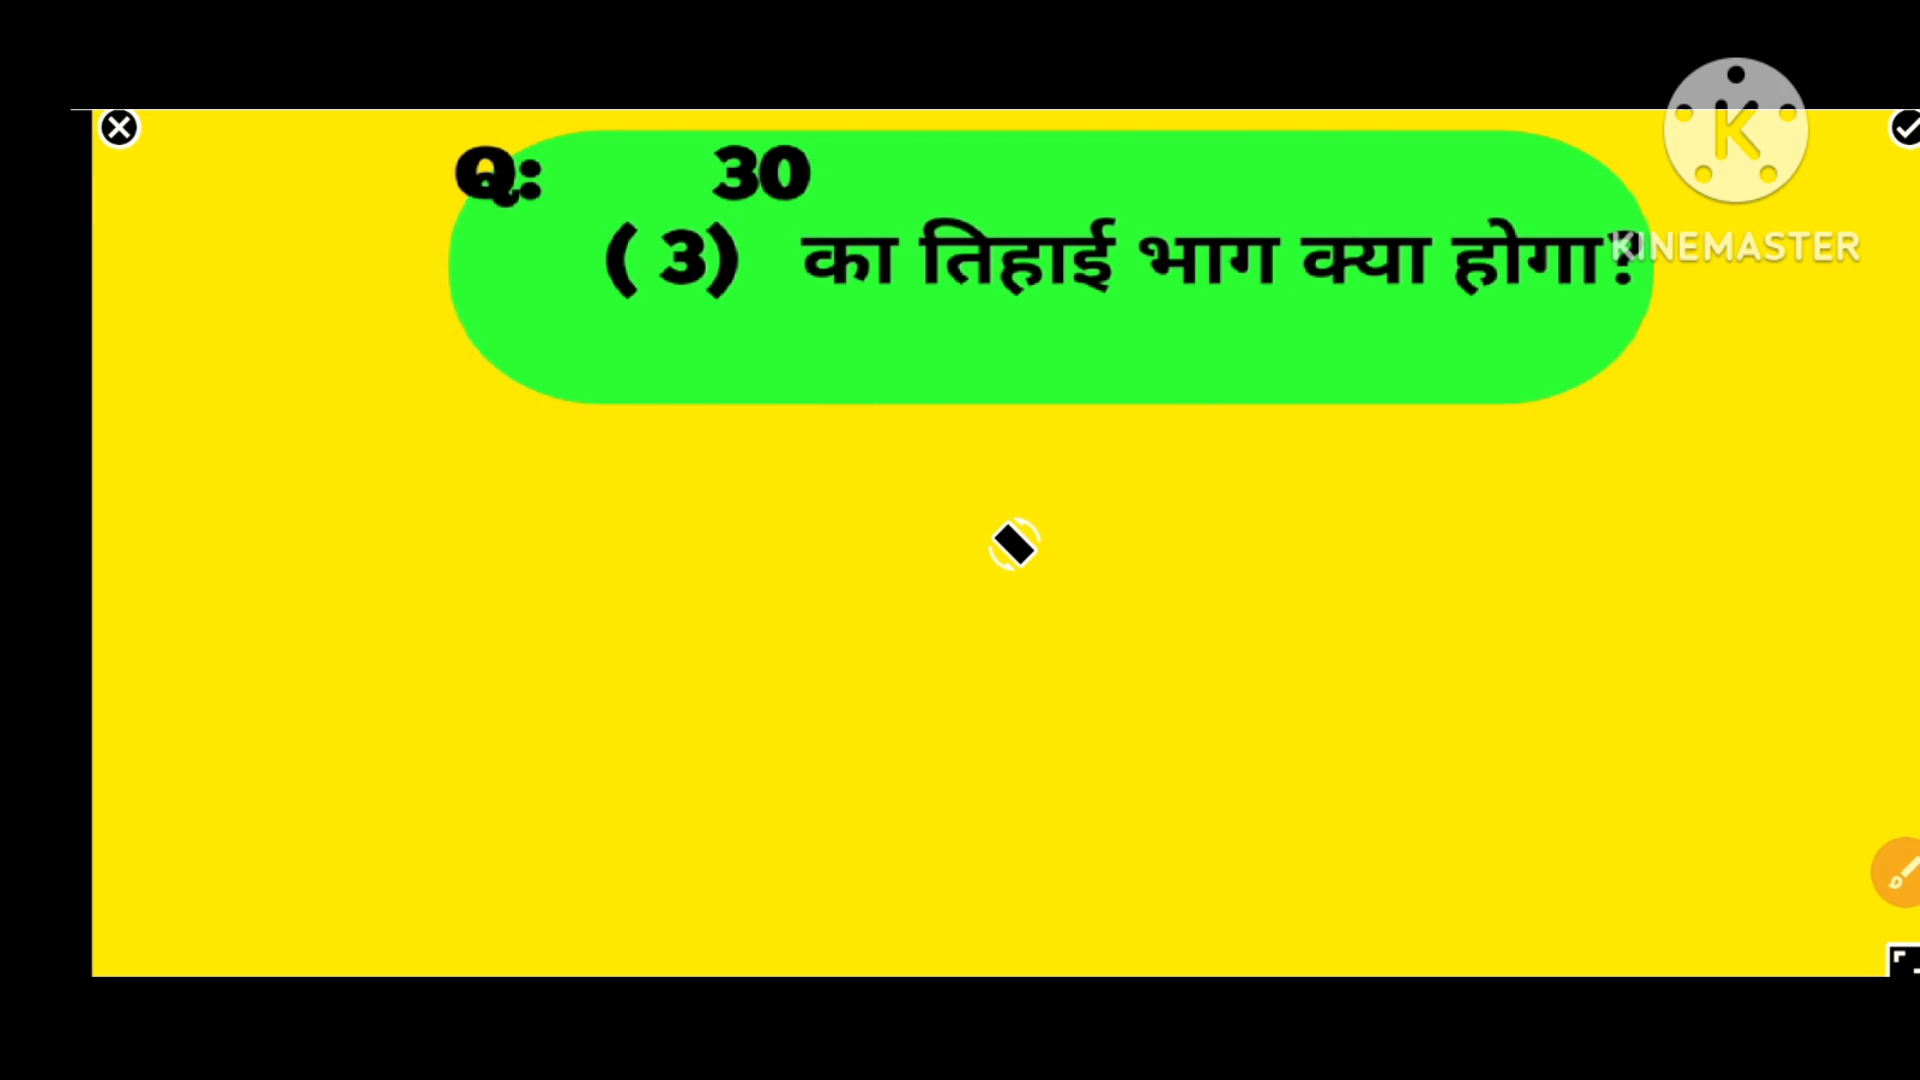 Q: 30
( 3) का तिहाई भाग क्या होगा?
K
KINEMASTER